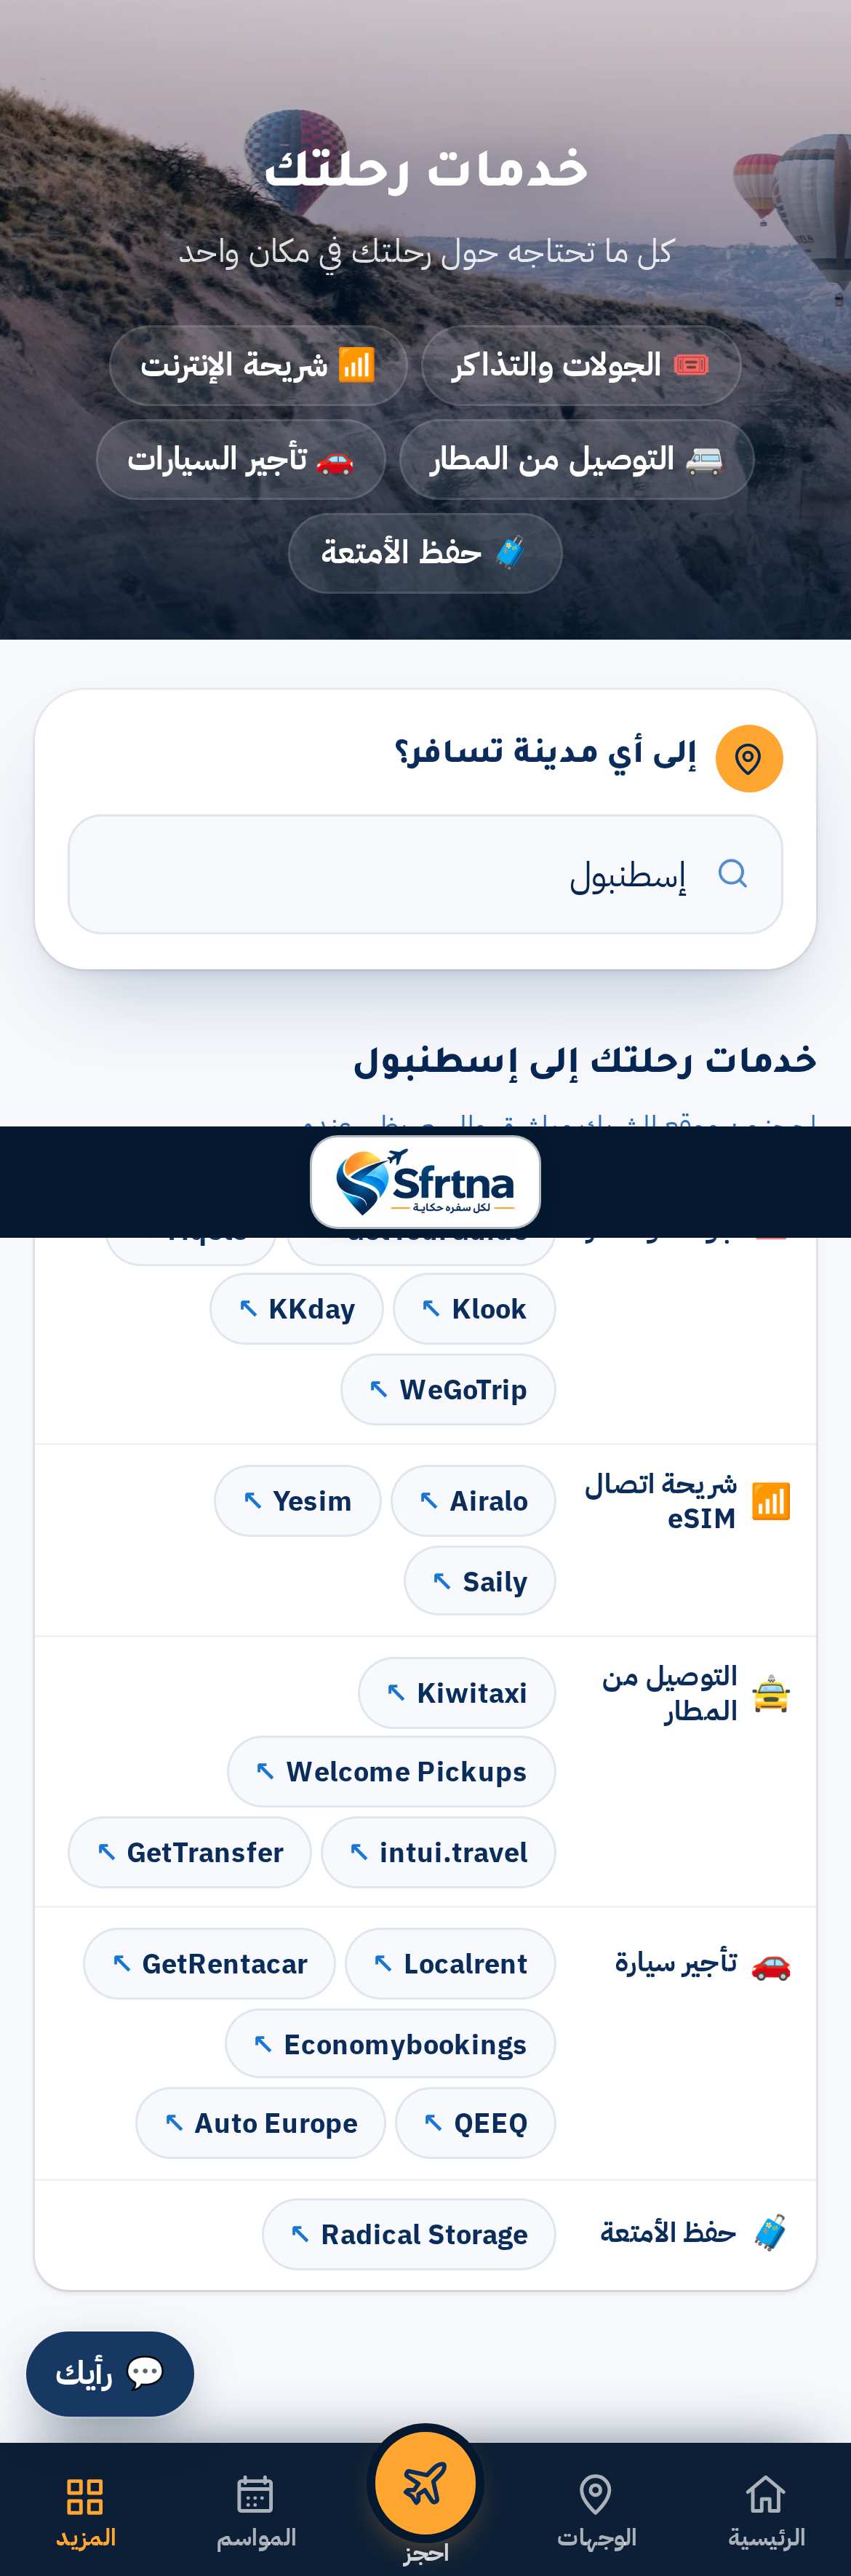 خدمات رحلتك
كل ما تحتاجه حول رحلتك في مكان واحد
🎟️ الجولات والتذاكر
📶 شريحة الإنترنت
🚐 التوصيل من المطار
🚗 تأجير السيارات
🧳 حفظ الأمتعة
إلى أي مدينة تسافر؟
إسطنبول
خدمات رحلتك إلى إسطنبول
Sfrtna
لكل سفره حكاية
Klook ↖
KKday ↖
WeGoTrip ↖
📶 شريحة اتصال
eSIM
Airalo ↖
Yesim ↖
Saily ↖
🚖 التوصيل من
المطار
Kiwitaxi ↖
Welcome Pickups ↖
intui.travel ↖
GetTransfer ↖
🚗 تأجير سيارة
Localrent ↖
GetRentacar ↖
Economybookings ↖
QEEQ ↖
Auto Europe ↖
🧳 حفظ الأمتعة
Radical Storage ↖
💬 رأيك
الرئيسية
الوجهات
احجز
المواسم
المزيد